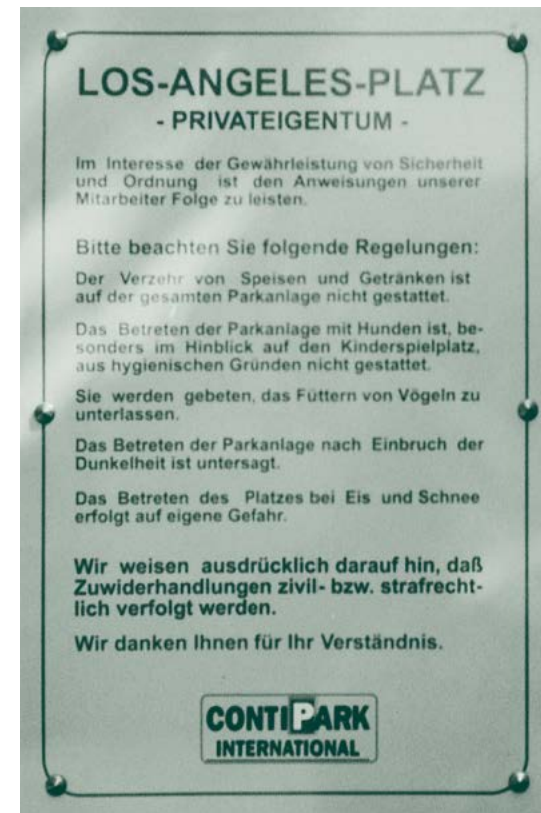 LOS-ANGELES-PLATZ
- PRIVATEIGENTUM -
Im Interesse der Gewährleistung von Sicherheit
und Ordnung ist den Anweisungen unserer
Mitarbeiter Folge zu leisten.
Bitte beachten Sie folgende Regelungen:
Der Verzehr von Speisen und Getränken ist
auf der gesamten Parkanlage nicht gestattet.
Das Betreten der Parkanlage mit Hunden ist, be-
sonders im Hinblick auf den Kinderspielplatz,
aus hygienischen Gründen nicht gestattet.
Sie werden gebeten, das Füttern von Vögeln zu
unterlassen.
Das Betreten der Parkanlage nach Einbruch der
Dunkelheit ist untersagt.
Das Betreten des Platzes bei Eis und Schnee
erfolgt auf eigene Gefahr.
Wir weisen ausdrücklich darauf hin, daß
Zuwiderhandlungen zivil- bzw. strafrecht-
lich verfolgt werden.
Wir danken Ihnen für Ihr Verständnis.
CONTIPARK
INTERNATIONAL